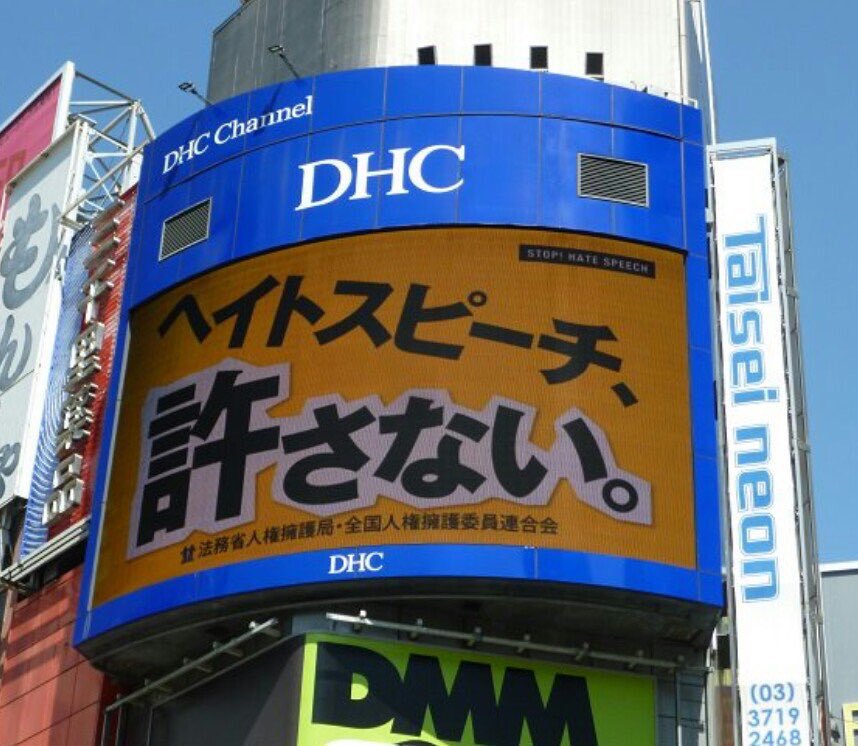 DHC Channel
DHC
STOP! HATE SPEECH
ヘイトスピーチ、
許さない。
法務省人権擁護局・全国人権擁護委員連合会
DHC
DMM
Taisei neon
(03)
3719
2468
もん